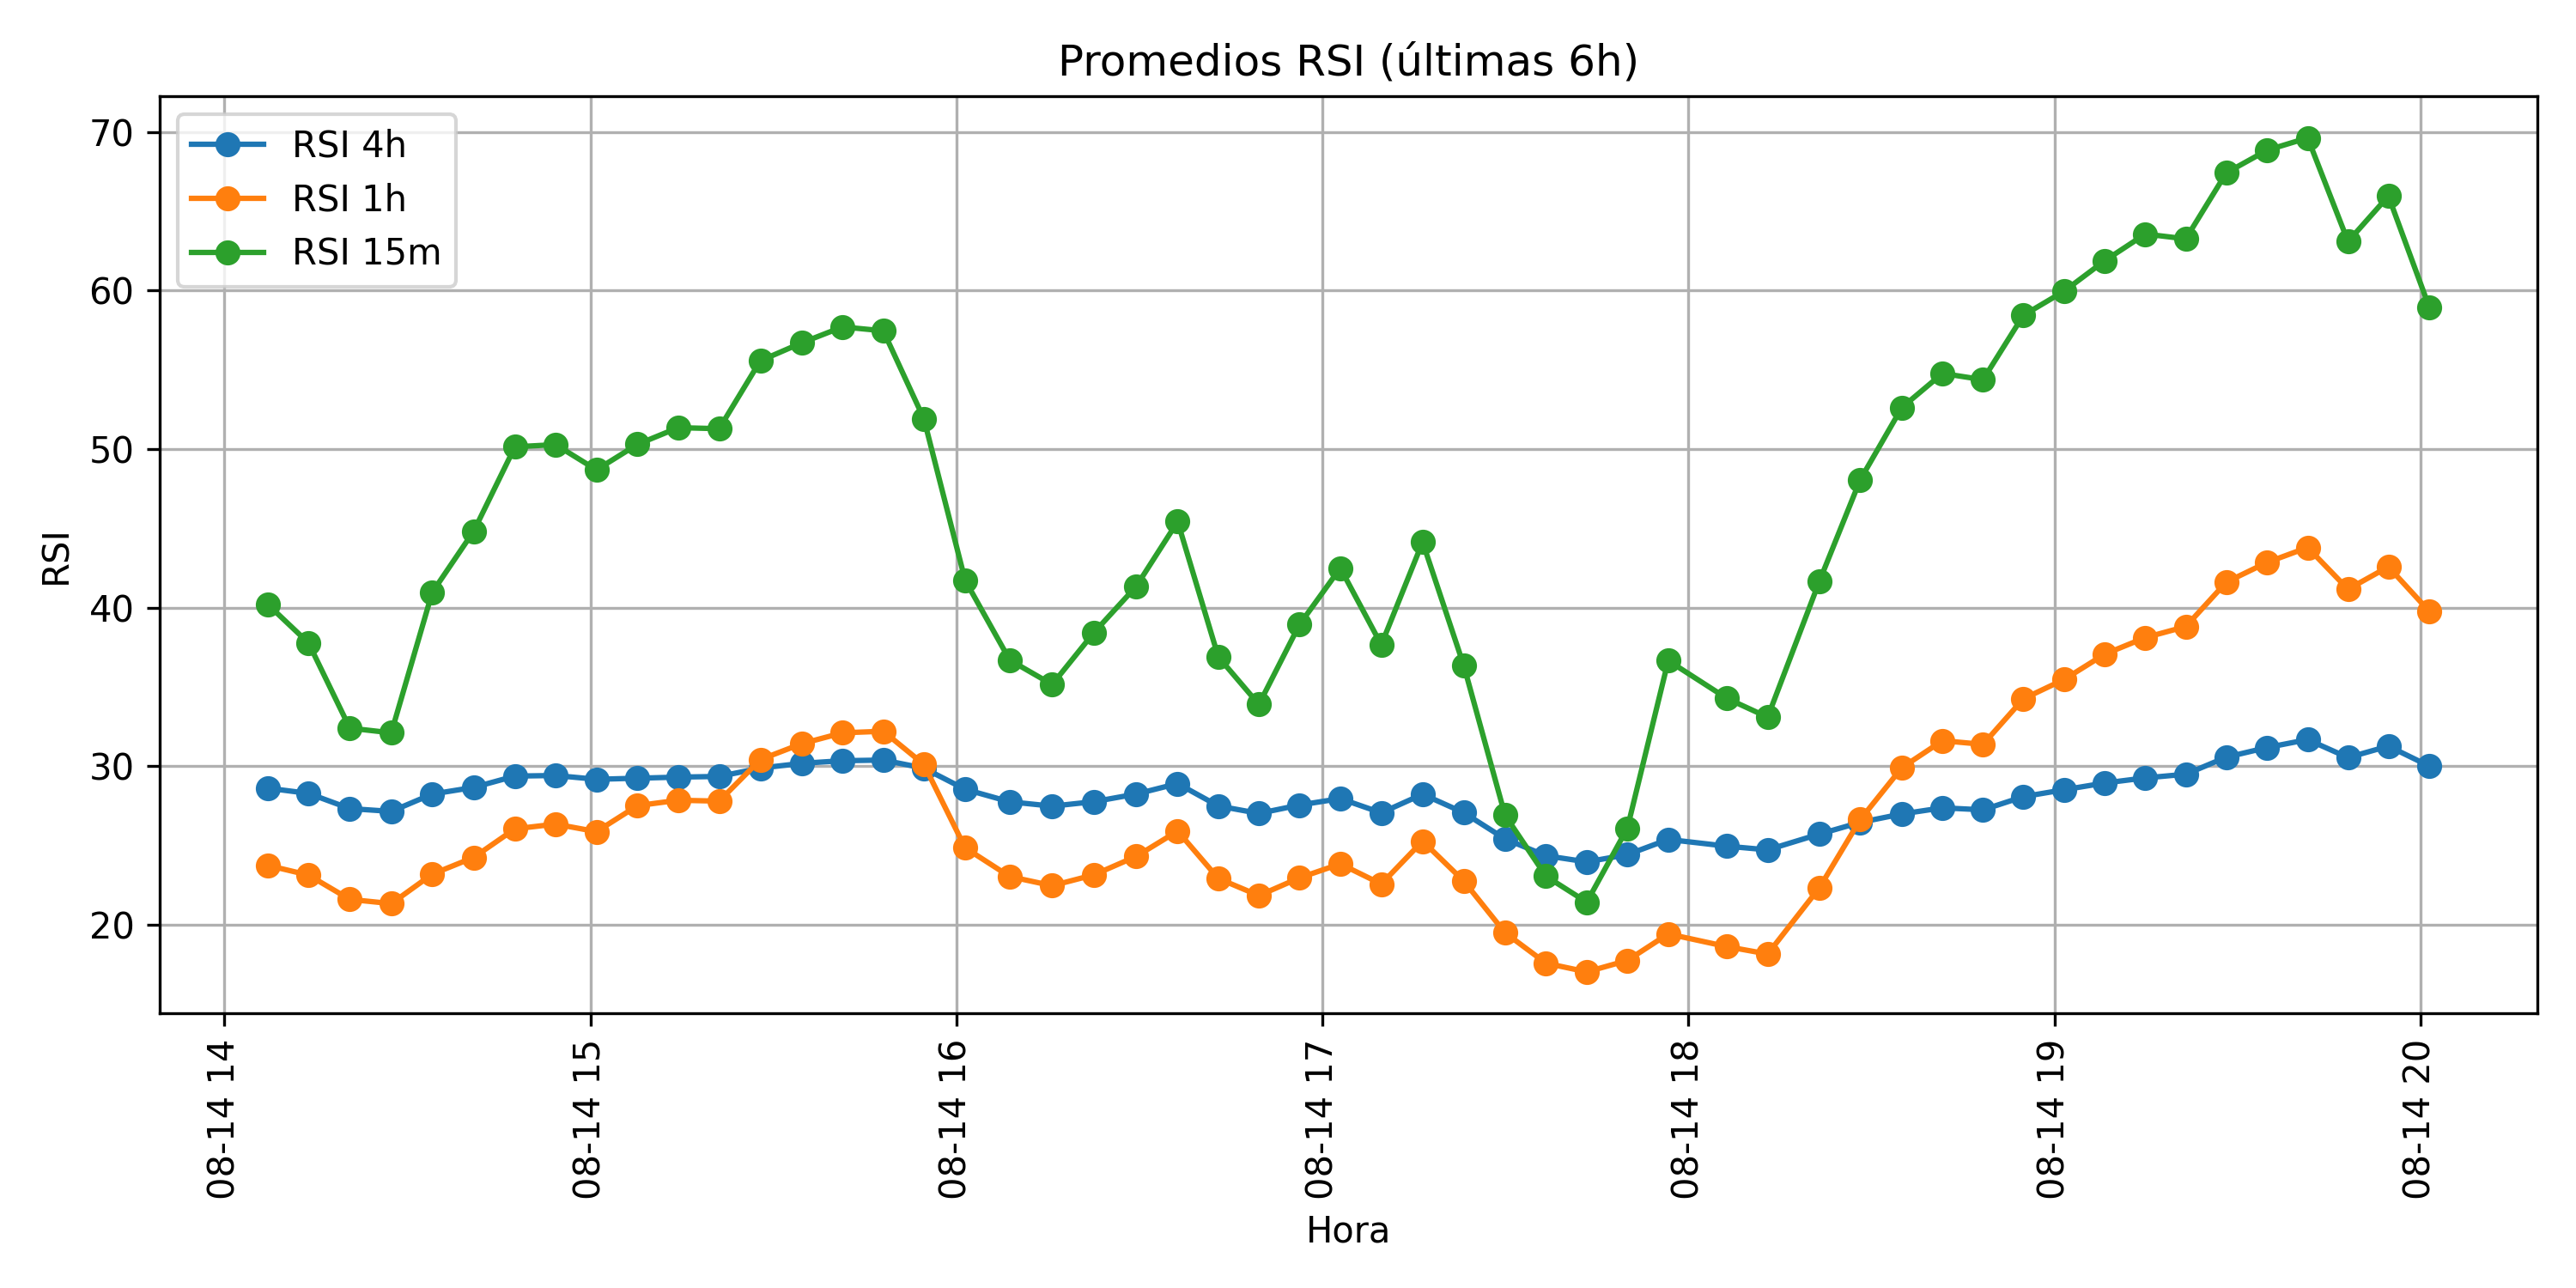 Promedios RSI (últimas 6h)
RSI 4h
RSI 1h
RSI 15m
RSI
70
60
50
40
30
20
08-14 14
08-14 15
08-14 16
08-14 17
08-14 18
08-14 19
08-14 20
Hora